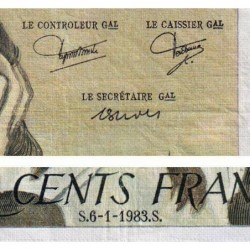 LE CONTROLEUR GAL
LE CAISSIER GAL
LE SECRÉTAIRE GAL
CENTS FRAN
S.6-1-1983.S.